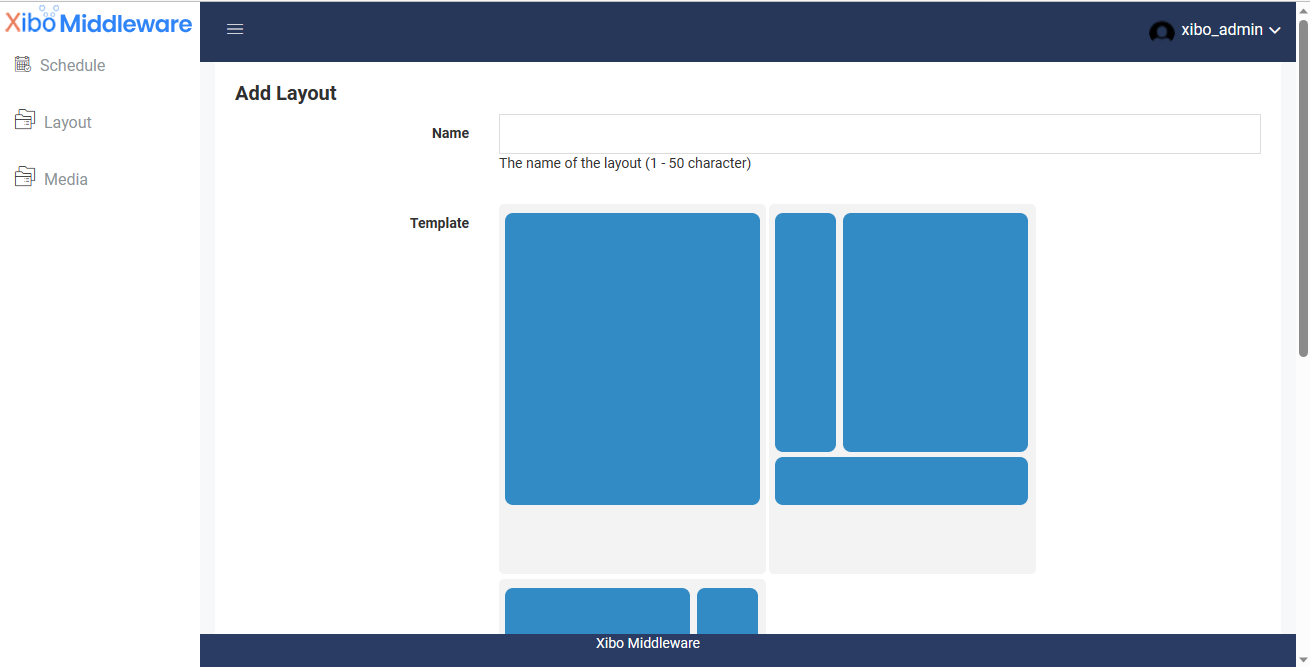 Xibo Middleware
xibo_admin
Schedule
Layout
Media
Add Layout
Name
The name of the layout (1 - 50 character)
Template
Xibo Middleware